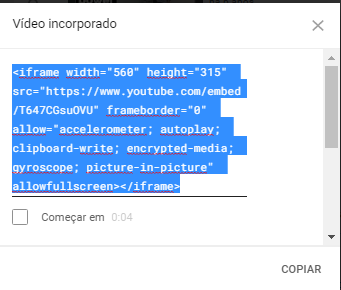 Vídeo incorporado
<iframe width="560" height="315"
src="https://www.youtube.com/embed
/T647CGsuOVU" frameborder="0"
allow="accelerometer; autoplay;
clipboard-write; encrypted-media;
gyroscope; picture-in-picture"
allowfullscreen></iframe>
Começar em 0:04
COPIAR